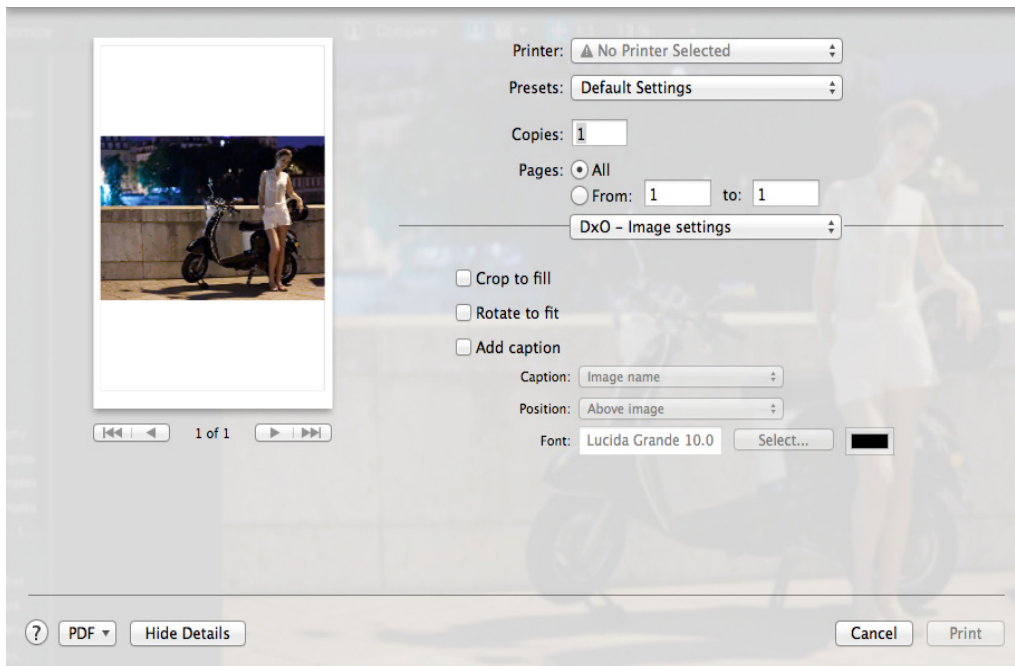 Compare
Printer: No Printer Selected
Presets: Default Settings
Copies: 1
Pages: All
From: 1 to: 1
DxO – Image settings
Crop to fill
Rotate to fit
Add caption
Caption: Image name
Position: Above image
Font: Lucida Grande 10.0 Select...
1 of 1
? PDF Hide Details Cancel Print